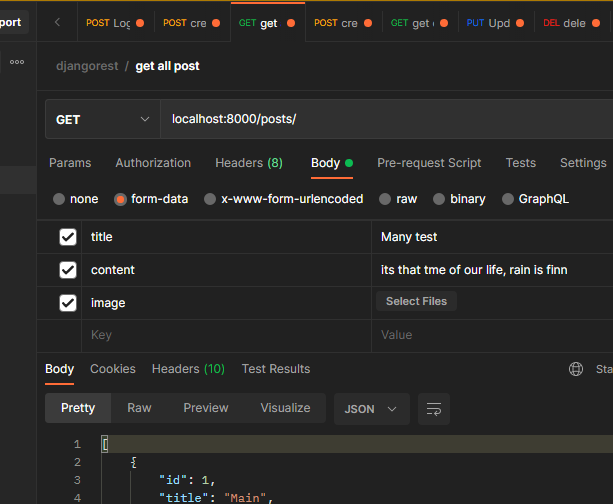 port
POST Log
POST cre
GET get
POST cre
GET get
PUT Upd
DEL dele
djangorest / get all post
GET
localhost:8000/posts/
Params Authorization Headers (8) Body Pre-request Script Tests Settings
none form-data x-www-form-urlencoded raw binary GraphQL
title Many test
content its that tme of our life, rain is finn
image Select Files
Key Value
Body Cookies Headers (10) Test Results Sta
Pretty Raw Preview Visualize JSON
1 [
2 {
3 "id": 1,
4 "title": "Main",